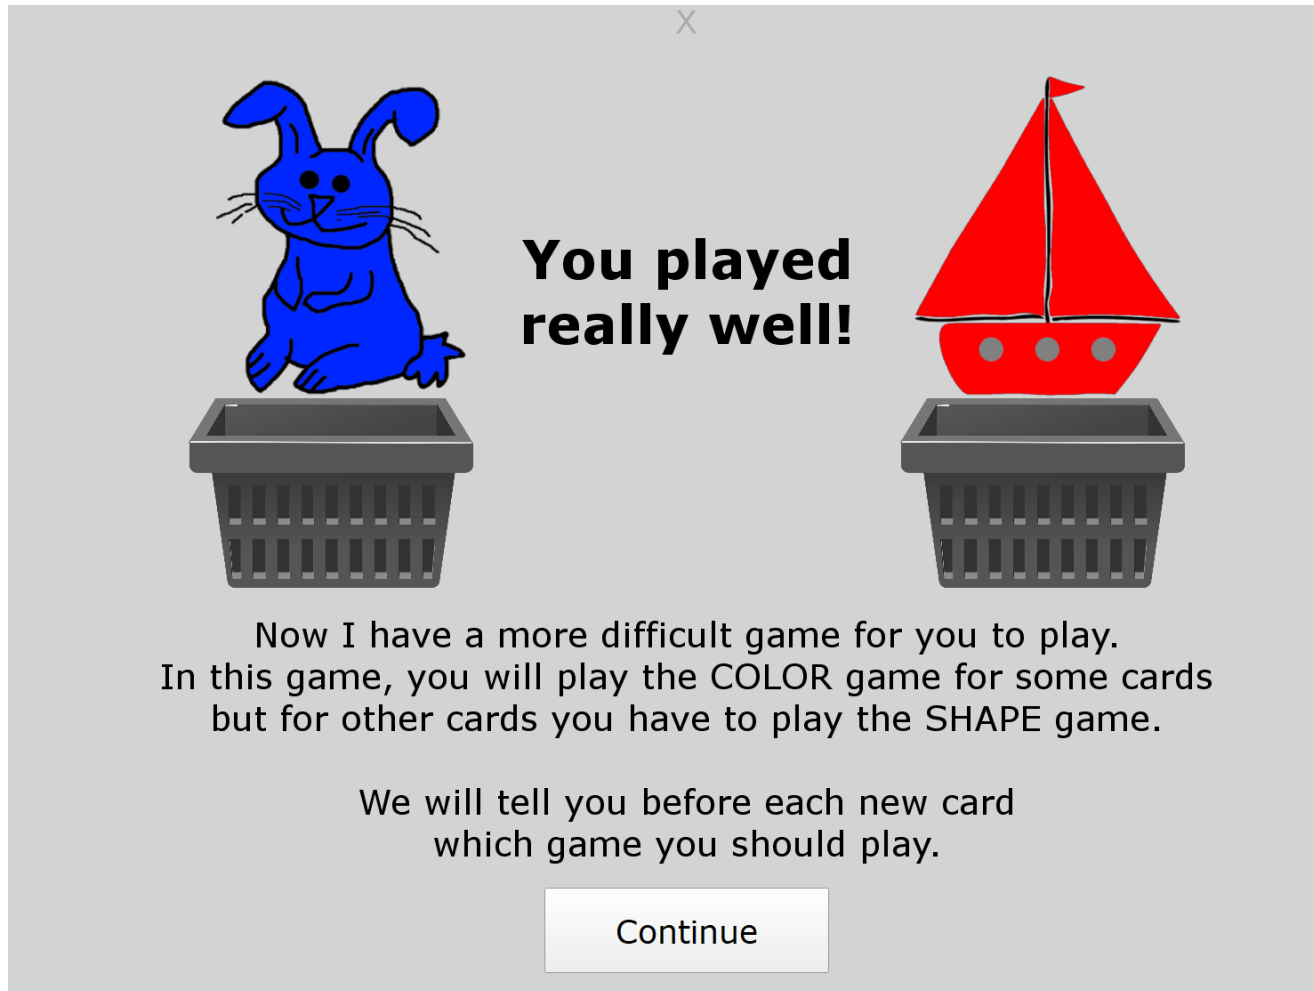 X
You played
really well!
Now I have a more difficult game for you to play.
In this game, you will play the COLOR game for some cards
but for other cards you have to play the SHAPE game.
We will tell you before each new card
which game you should play.
Continue